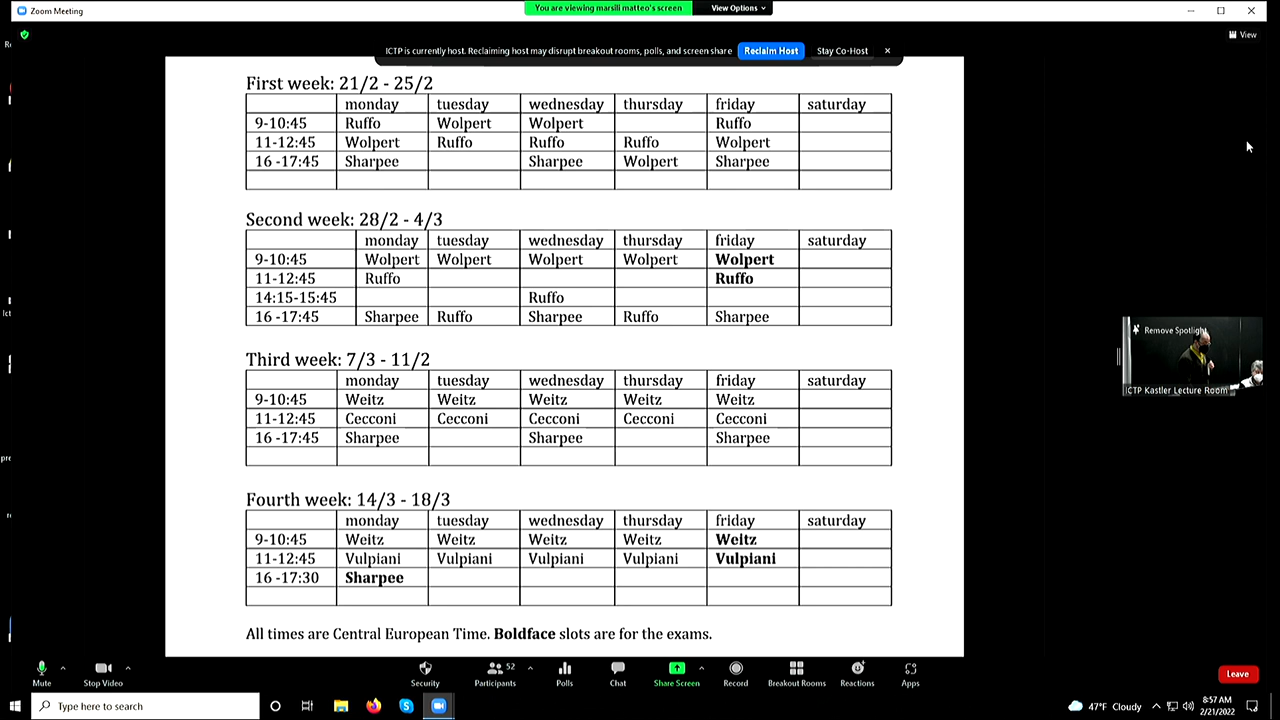 Zoom Meeting
You are viewing marsili matteo's screen
View Options
View
ICTP is currently host. Reclaiming host may disrupt breakout rooms, polls, and screen share Reclaim Host Stay Co-Host
First week: 21/2 - 25/2
monday tuesday wednesday thursday friday saturday
9-10:45 Ruffo Wolpert Wolpert Ruffo
11-12:45 Wolpert Ruffo Ruffo Ruffo Wolpert
16 -17:45 Sharpee Sharpee Wolpert Sharpee
Second week: 28/2 - 4/3
monday tuesday wednesday thursday friday saturday
9-10:45 Wolpert Wolpert Wolpert Wolpert Wolpert
11-12:45 Ruffo Ruffo
14:15-15:45 Ruffo
16 -17:45 Sharpee Ruffo Sharpee Ruffo Sharpee
Remove Spotlight
ICTP Kastler Lecture Room
Third week: 7/3 - 11/2
monday tuesday wednesday thursday friday saturday
9-10:45 Weitz Weitz Weitz Weitz Weitz
11-12:45 Cecconi Cecconi Cecconi Cecconi Cecconi
16 -17:45 Sharpee Sharpee Sharpee
Fourth week: 14/3 - 18/3
monday tuesday wednesday thursday friday saturday
9-10:45 Weitz Weitz Weitz Weitz Weitz
11-12:45 Vulpiani Vulpiani Vulpiani Vulpiani Vulpiani
16 -17:30 Sharpee
All times are Central European Time. Boldface slots are for the exams.
52
Mute Stop Video Security Participants Polls Chat Share Screen Record Breakout Rooms Reactions Apps Leave
Type here to search
47°F Cloudy
8:57 AM
2/21/2022